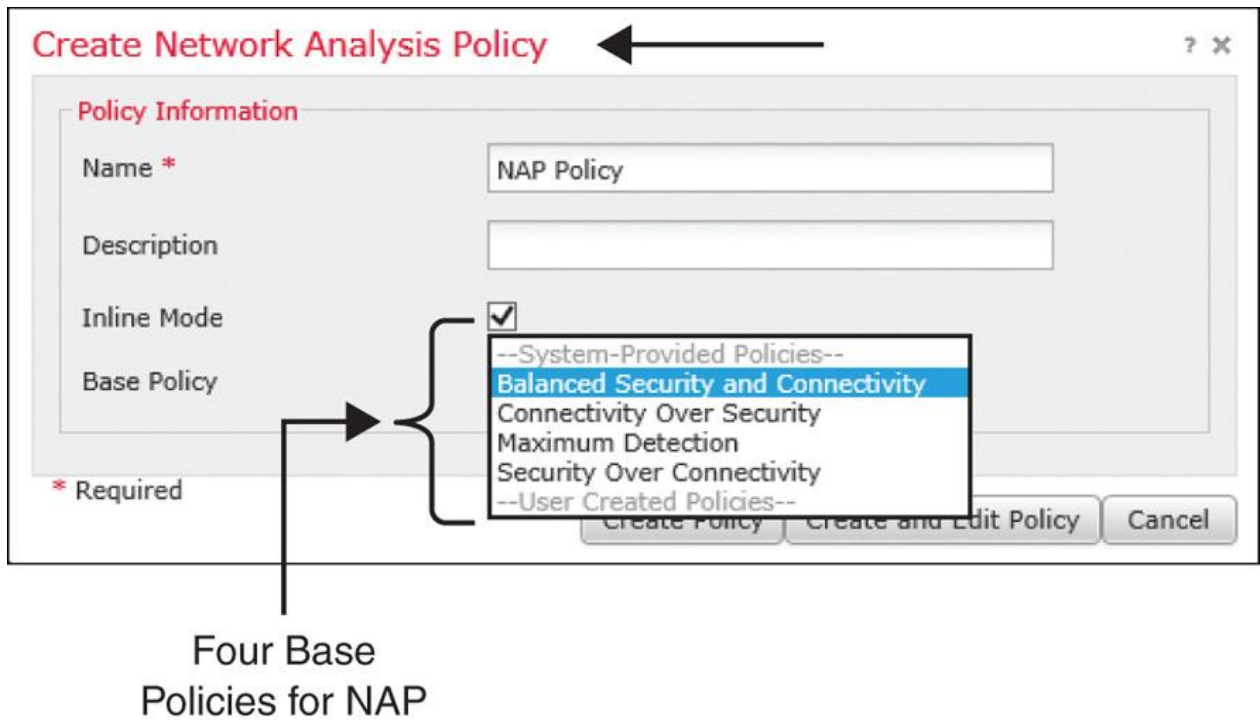 Create Network Analysis Policy
? ×
Policy Information
Name *
NAP Policy
Description
Inline Mode
Base Policy
--System-Provided Policies--
Balanced Security and Connectivity
Connectivity Over Security
Maximum Detection
Security Over Connectivity
--User Created Policies--
* Required
Create Policy
Create and Edit Policy
Cancel
Four Base
Policies for NAP